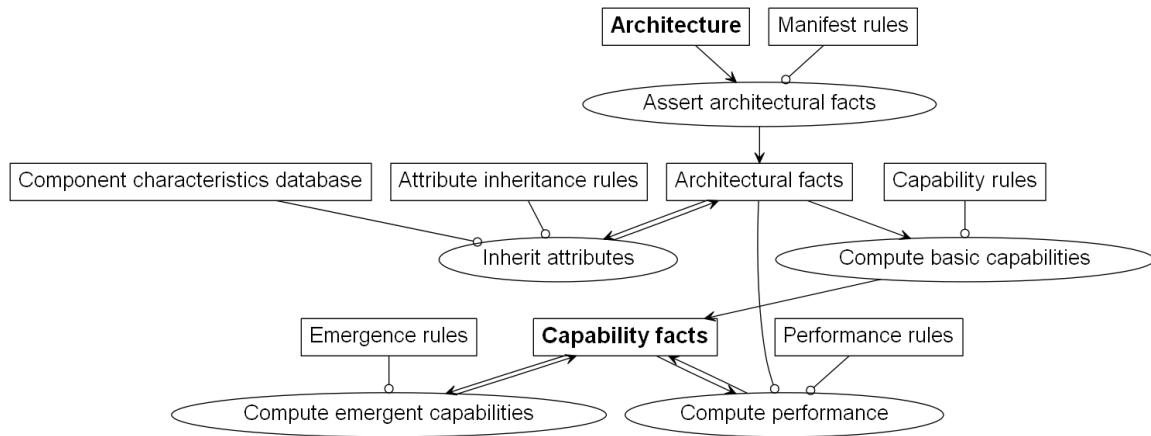 Architecture
Manifest rules
Assert architectural facts
Component characteristics database
Attribute inheritance rules
Architectural facts
Capability rules
Inherit attributes
Compute basic capabilities
Emergence rules
Capability facts
Performance rules
Compute emergent capabilities
Compute performance